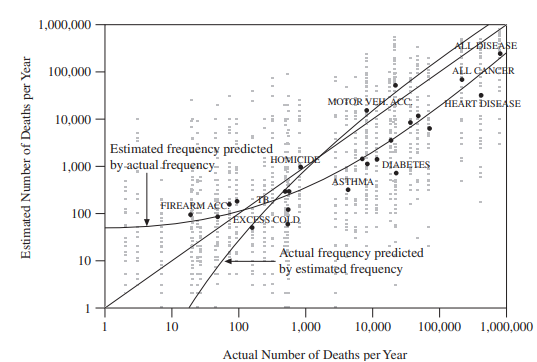 1,000,000
ALL DISEASE
100,000
ALL CANCER
MOTOR VEH. ACC.
HEART DISEASE
10,000
Estimated frequency predicted
by actual frequency
HOMICIDE
1,000
DIABETES
ASTHMA
FIREARM ACC.
TB
100
EXCESS COLD
Actual frequency predicted
by estimated frequency
10
1
1 10 100 1,000 10,000 100,000 1,000,000
Actual Number of Deaths per Year
Estimated Number of Deaths per Year